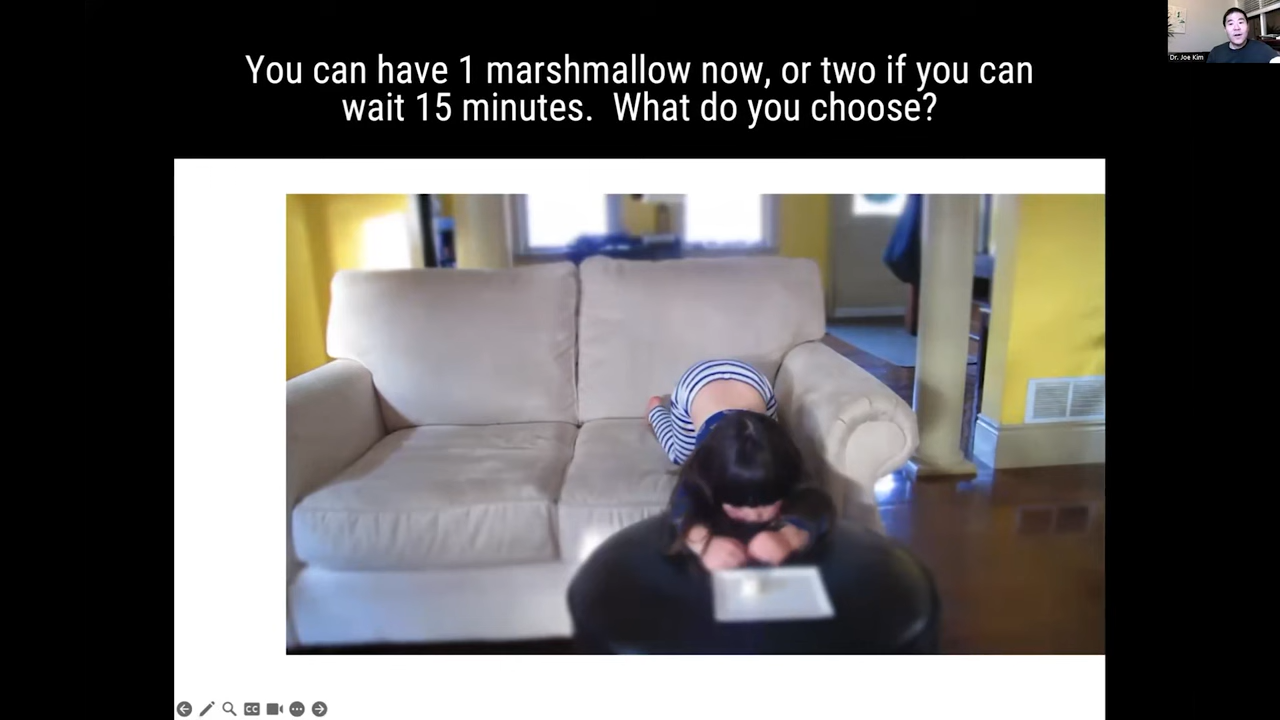 You can have 1 marshmallow now, or two if you can
wait 15 minutes.  What do you choose?
Dr. Joe Kim
CC